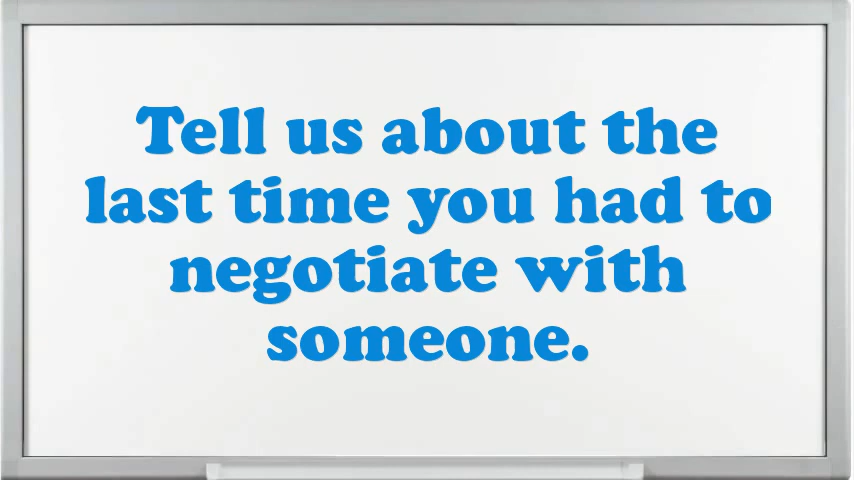 Tell us about the
last time you had to
negotiate with
someone.